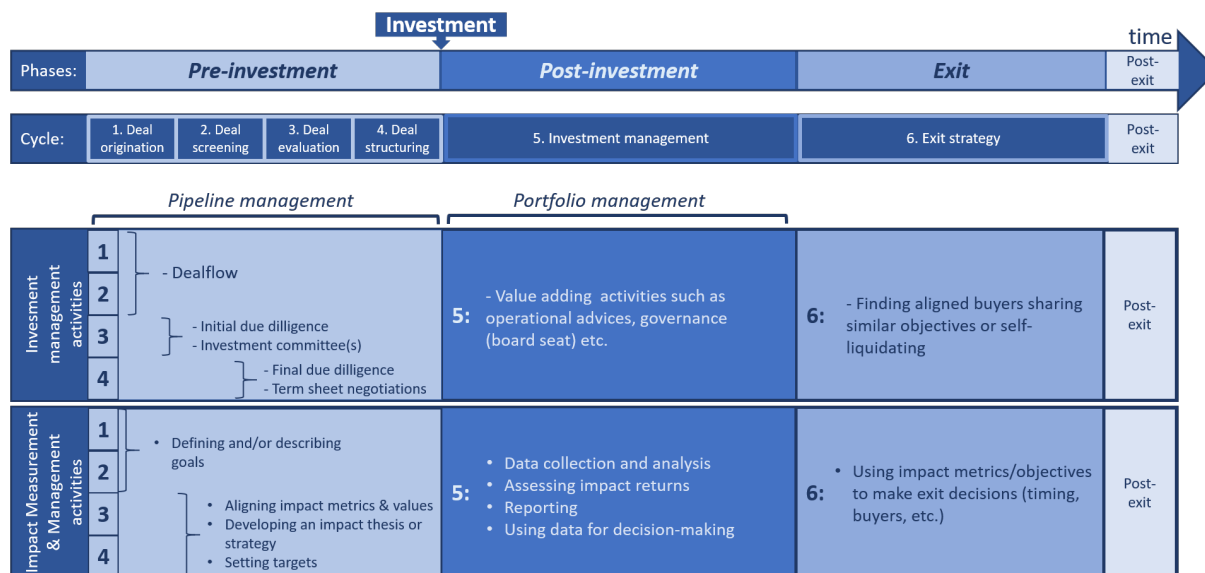 Investment
time
Phases:
Pre-investment
Post-investment
Exit
Post-
exit
Cycle:
1. Deal
origination
2. Deal
screening
3. Deal
evaluation
4. Deal
structuring
5. Investment management
6. Exit strategy
Post-
exit
Pipeline management
Portfolio management
Invesment
management
activities
1
2
3
4
- Dealflow
- Initial due dilligence
- Investment committee(s)
- Final due dilligence
- Term sheet negotiations
5:
- Value adding activities such as
operational advices, governance
(board seat) etc.
6:
- Finding aligned buyers sharing
similar objectives or self-
liquidating
Post-
exit
Impact Measurement
& Management
activities
1
2
3
4
• Defining and/or describing
goals
• Aligning impact metrics & values
• Developing an impact thesis or
strategy
• Setting targets
5:
• Data collection and analysis
• Assessing impact returns
• Reporting
• Using data for decision-making
6:
• Using impact metrics/objectives
to make exit decisions (timing,
buyers, etc.)
Post-
exit